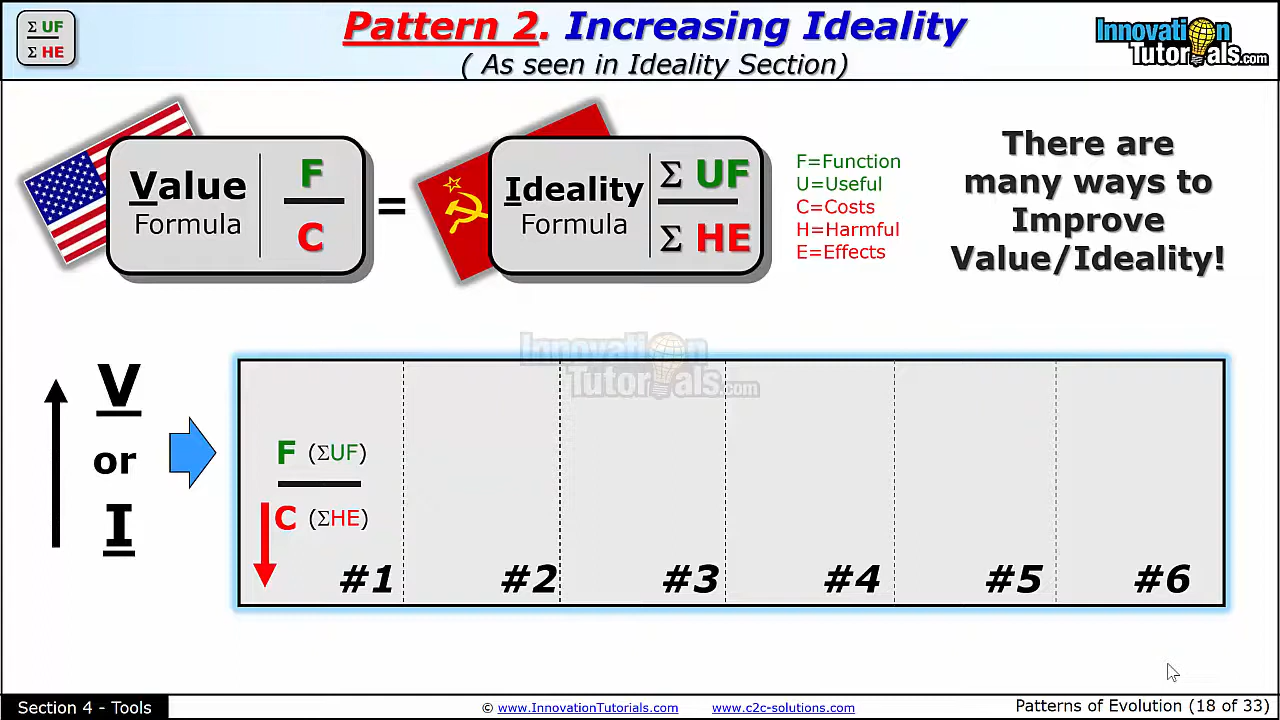 Σ UF
Σ HE
Pattern 2. Increasing Ideality
( As seen in Ideality Section)
Innovation
Tutorials.com
Value
Formula
F
C
=
Ideality
Formula
Σ UF
Σ HE
F=Function
U=Useful
C=Costs
H=Harmful
E=Effects
There are
many ways to
Improve
Value/Ideality!
Innovation
Tutorials.com
V
or
I
F (ΣUF)
C (ΣHE)
#1 #2 #3 #4 #5 #6
Section 4 - Tools
© www.InnovationTutorials.com www.c2c-solutions.com
Patterns of Evolution (18 of 33)